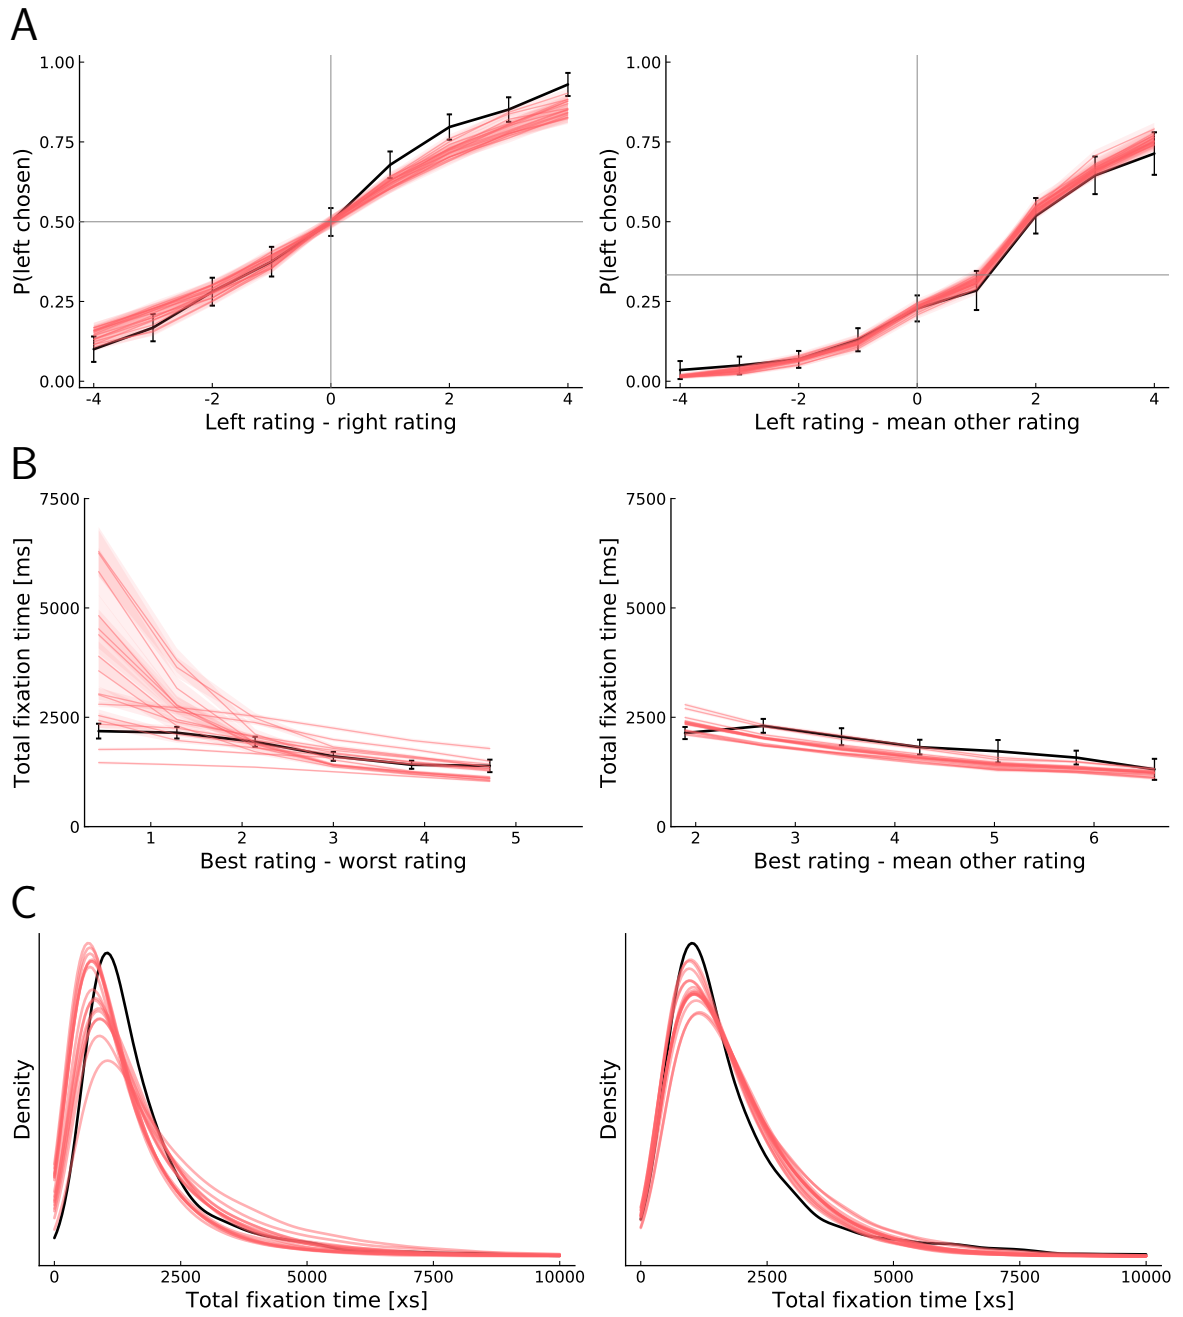 A
1.00
0.75
0.50
0.25
0.00
P(left chosen)
-4 -2 0 2 4
Left rating - right rating
1.00
0.75
0.50
0.25
0.00
P(left chosen)
-4 -2 0 2 4
Left rating - mean other rating
B
7500
5000
2500
0
Total fixation time [ms]
1 2 3 4 5
Best rating - worst rating
7500
5000
2500
0
Total fixation time [ms]
2 3 4 5 6
Best rating - mean other rating
C
Density
0 2500 5000 7500 10000
Total fixation time [xs]
Density
0 2500 5000 7500 10000
Total fixation time [xs]